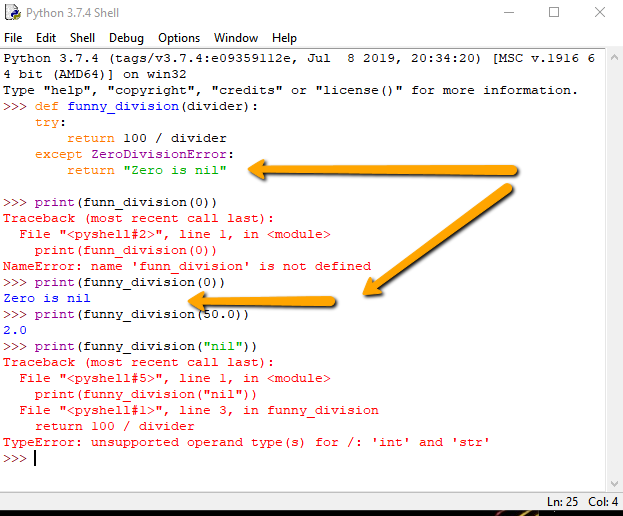 Python 3.7.4 Shell
File Edit Shell Debug Options Window Help
Python 3.7.4 (tags/v3.7.4:e09359112e, Jul  8 2019, 20:34:20) [MSC v.1916 6
4 bit (AMD64)] on win32
Type "help", "copyright", "credits" or "license()" for more information.
>>> def funny_division(divider):
    try:
        return 100 / divider
    except ZeroDivisionError:
        return "Zero is nil"
>>> print(funn_division(0))
Traceback (most recent call last):
  File "<pyshell#2>", line 1, in <module>
    print(funn_division(0))
NameError: name 'funn_division' is not defined
>>> print(funny_division(0))
Zero is nil
>>> print(funny_division(50.0))
2.0
>>> print(funny_division("nil"))
Traceback (most recent call last):
  File "<pyshell#5>", line 1, in <module>
    print(funny_division("nil"))
  File "<pyshell#1>", line 3, in funny_division
    return 100 / divider
TypeError: unsupported operand type(s) for /: 'int' and 'str'
>>>
Ln: 25 Col: 4